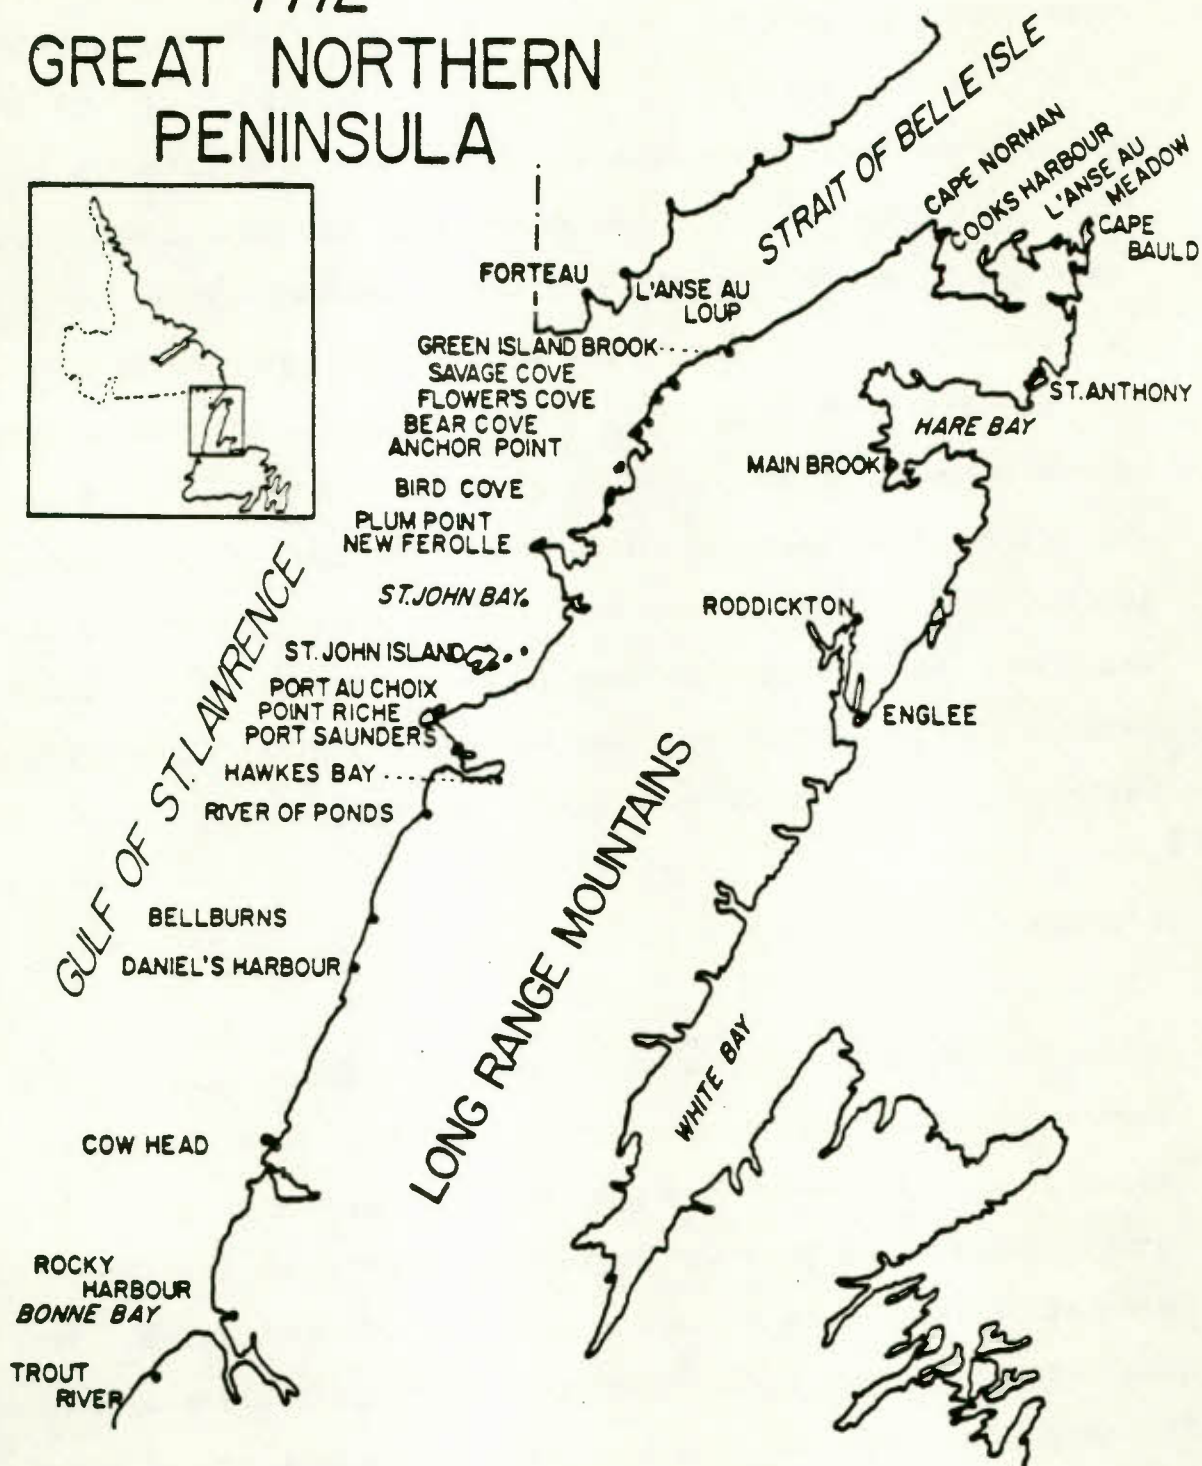 THE
GREAT NORTHERN
PENINSULA
STRAIT OF BELLE ISLE
CAPE NORMAN
COOKS HARBOUR
L'ANSE AU
MEADOW
CAPE
BAULD
FORTEAU
L'ANSE AU
LOUP
GREEN ISLAND BROOK
SAVAGE COVE
FLOWER'S COVE
BEAR COVE
ANCHOR POINT
BIRD COVE
PLUM POINT
NEW FEROLLE
ST. ANTHONY
HARE BAY
MAIN BROOK
ST. JOHN BAY
RODDICKTON
ST. JOHN ISLAND
PORT AU CHOIX
POINT RICHE
PORT SAUNDERS
ENGLEE
HAWKES BAY
RIVER OF PONDS
GULF OF ST. LAWRENCE
LONG RANGE MOUNTAINS
BELLBURNS
DANIEL'S HARBOUR
WHITE BAY
COW HEAD
ROCKY
HARBOUR
BONNE BAY
TROUT
RIVER